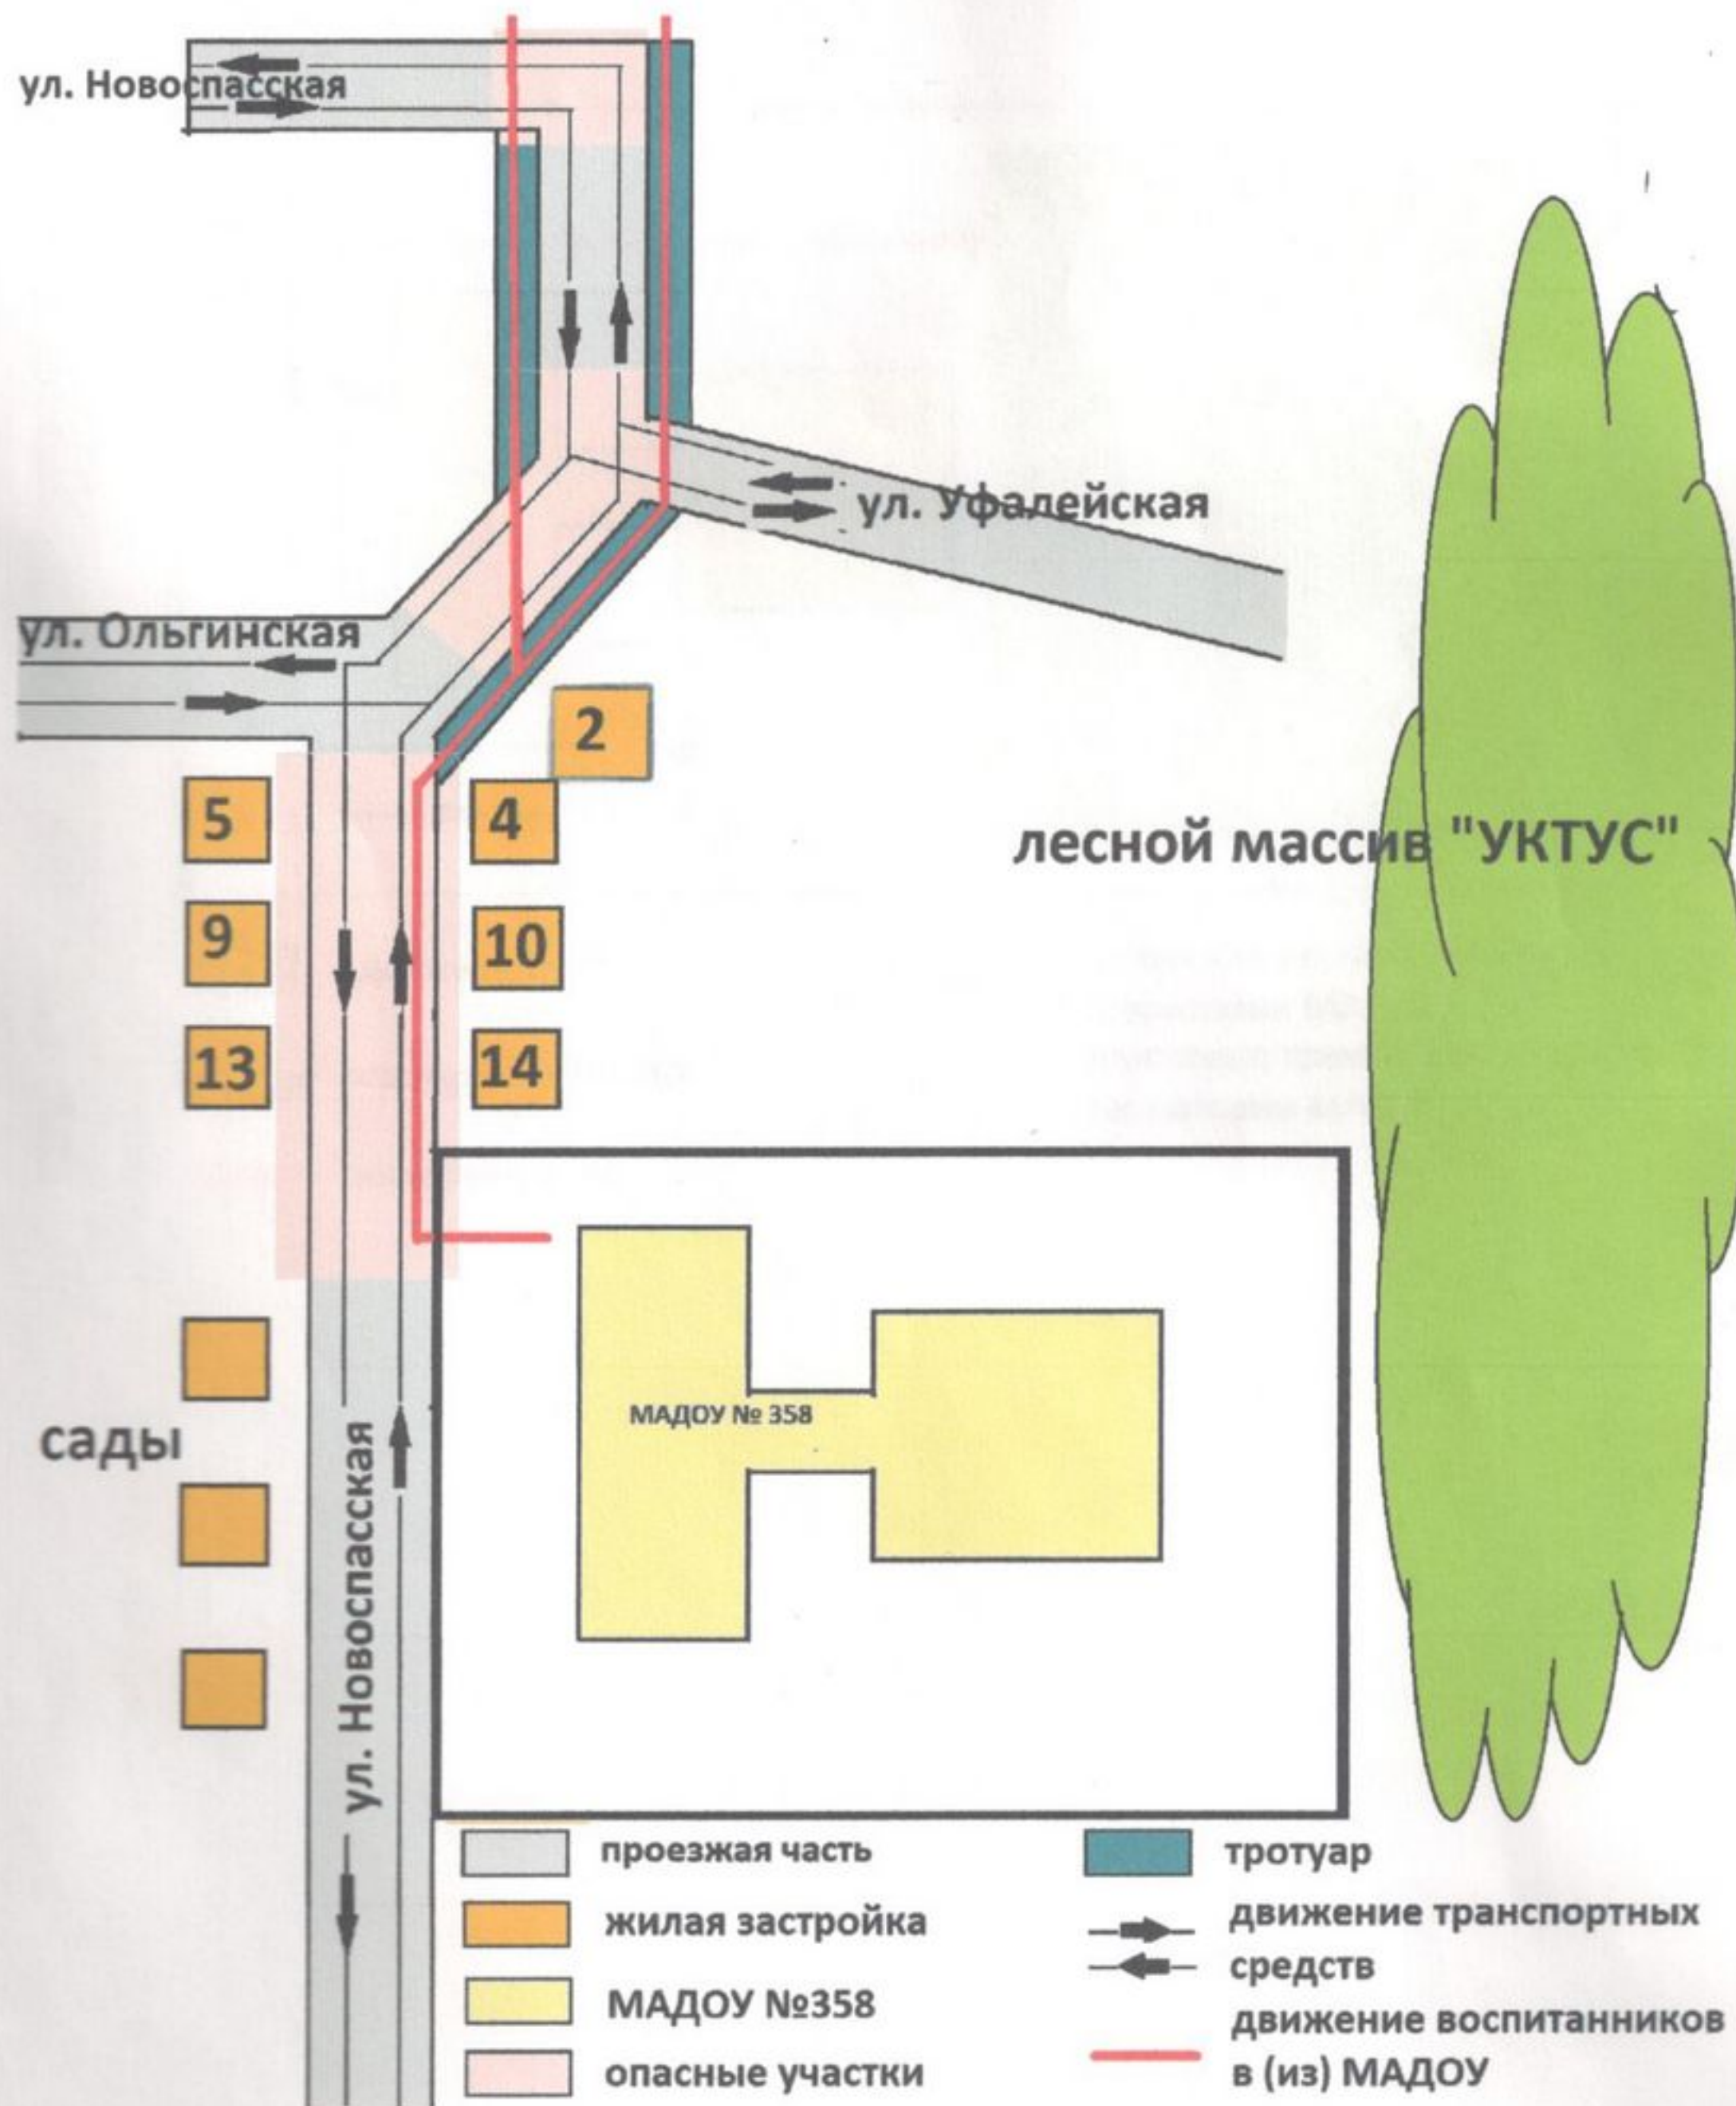 ул. Новоспасская
ул. Уфалейская
ул. Ольгинская
2
5
4
лесной массив "УКТУС"
9
10
13
14
МАДОУ № 358
сады
ул. Новоспасская
проезжая часть
тротуар
жилая застройка
движение транспортных
средств
МАДОУ №358
движение воспитанников
в (из) МАДОУ
опасные участки